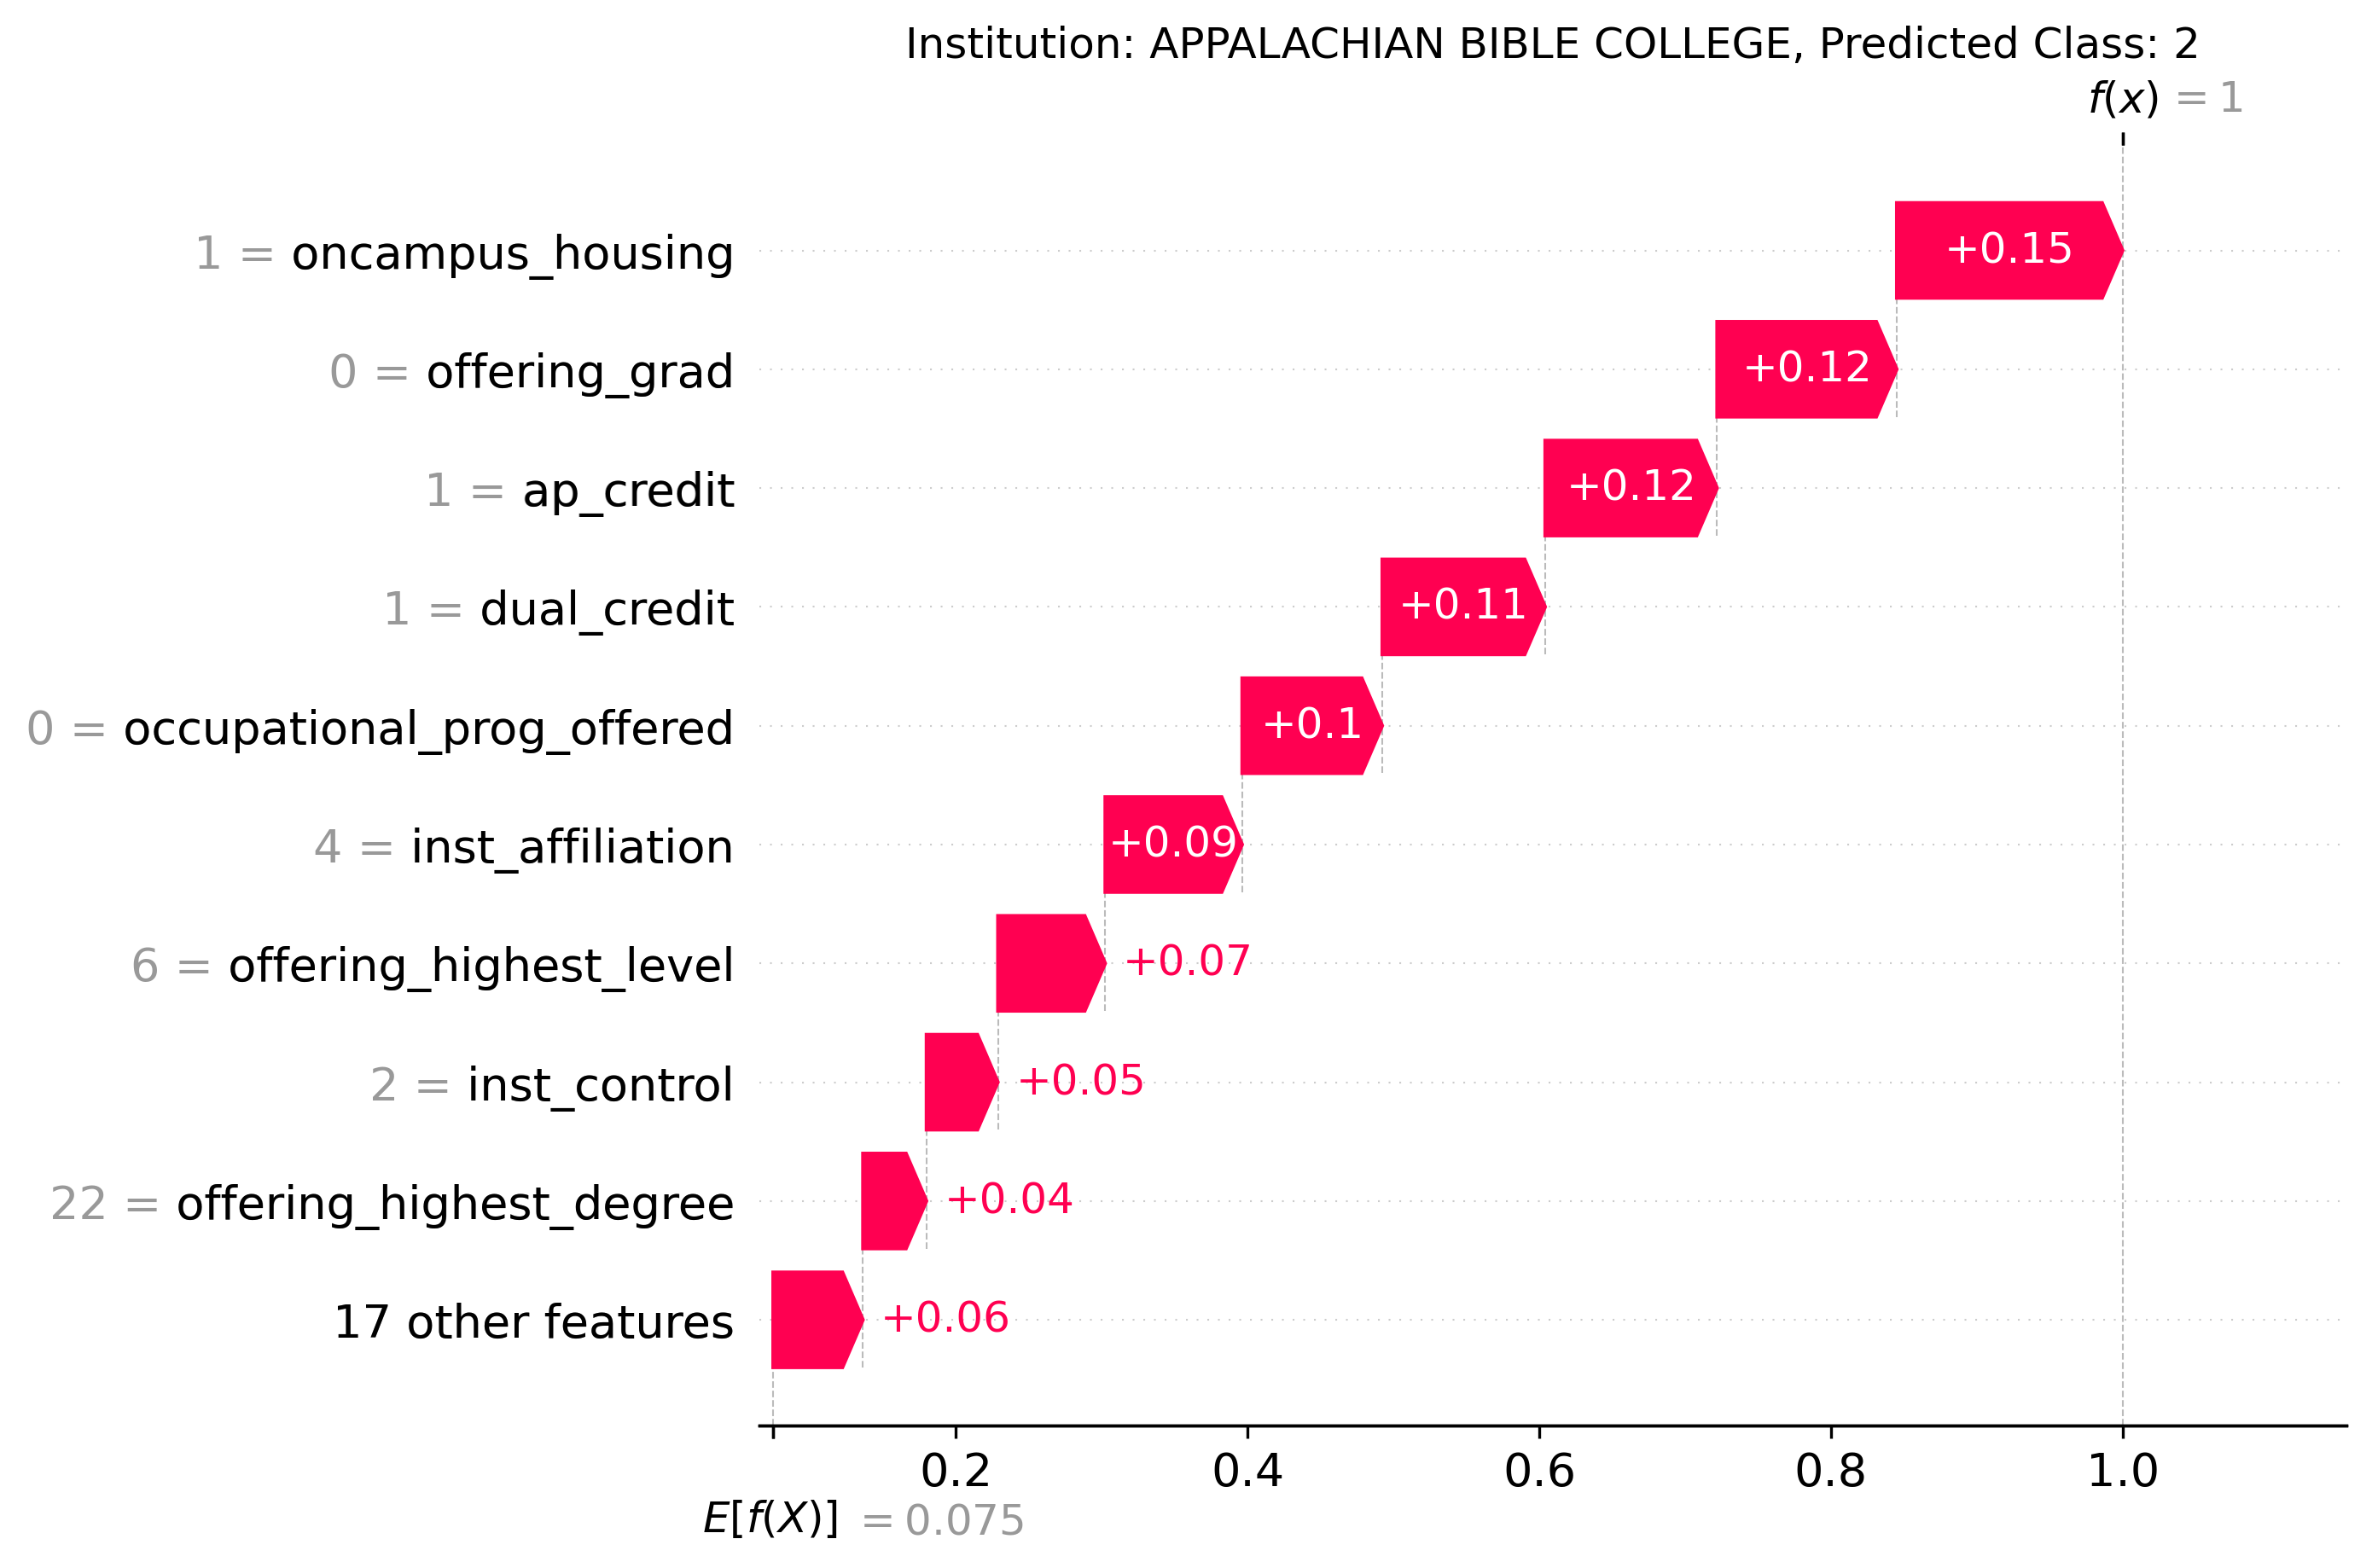 Institution: APPALACHIAN BIBLE COLLEGE, Predicted Class: 2
f(x) = 1
1 = oncampus_housing +0.15
0 = offering_grad +0.12
1 = ap_credit +0.12
1 = dual_credit +0.11
0 = occupational_prog_offered +0.1
4 = inst_affiliation +0.09
6 = offering_highest_level +0.07
2 = inst_control +0.05
22 = offering_highest_degree +0.04
17 other features +0.06
0.2 0.4 0.6 0.8 1.0
E[f(X)] = 0.075